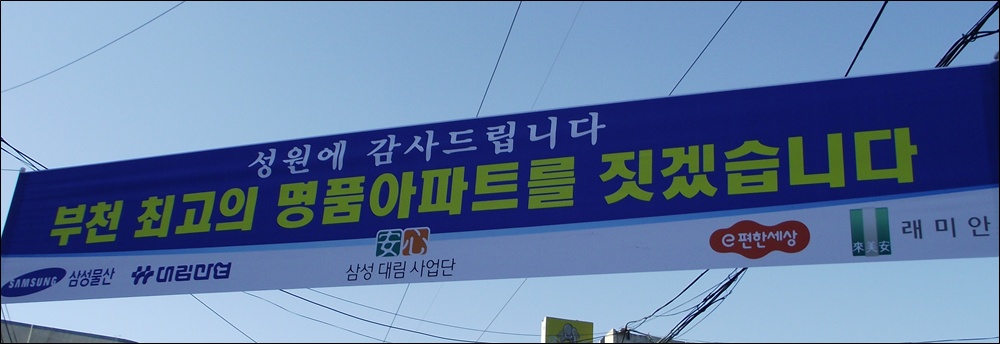 성원에 감사드립니다
부천 최고의 명품아파트를 짓겠습니다
SAMSUNG 삼성물산 대림산업
安心
삼성 대림 사업단
e편한세상
來美安 래미안